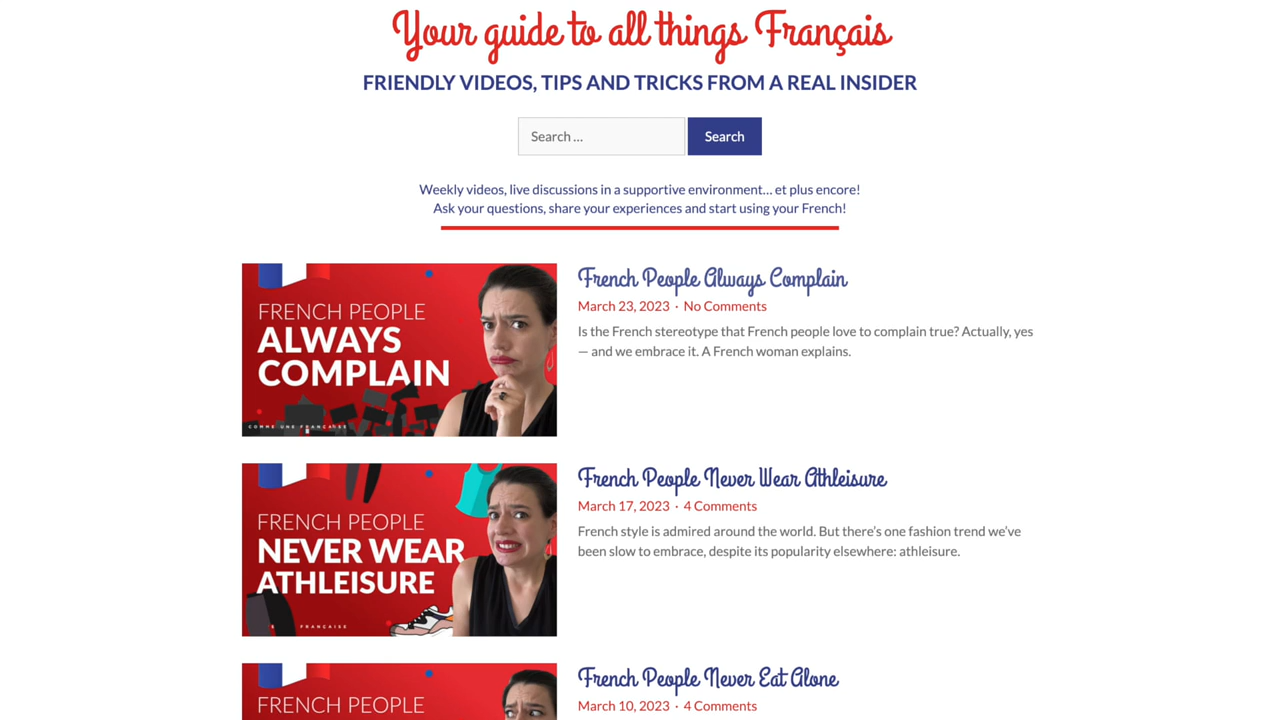 Your guide to all things Français
FRIENDLY VIDEOS, TIPS AND TRICKS FROM A REAL INSIDER
Search ...
Search
Weekly videos, live discussions in a supportive environment... et plus encore!
Ask your questions, share your experiences and start using your French!
FRENCH PEOPLE
ALWAYS
COMPLAIN
COMME UNE FRANÇAISE
French People Always Complain
March 23, 2023 · No Comments
Is the French stereotype that French people love to complain true? Actually, yes
— and we embrace it. A French woman explains.
FRENCH PEOPLE
NEVER WEAR
ATHLEISURE
E FRANÇAISE
French People Never Wear Athleisure
March 17, 2023 · 4 Comments
French style is admired around the world. But there’s one fashion trend we’ve
been slow to embrace, despite its popularity elsewhere: athleisure.
FRENCH PEOPLE
French People Never Eat Alone
March 10, 2023 · 4 Comments